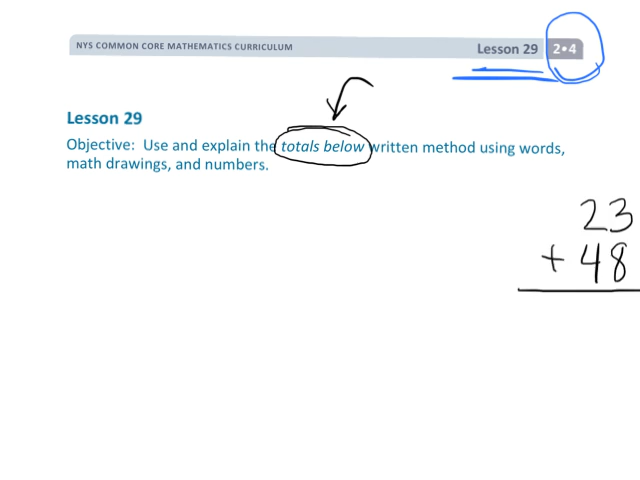 NYS COMMON CORE MATHEMATICS CURRICULUM
Lesson 29 2•4
Lesson 29
Objective: Use and explain the totals below written method using words,
math drawings, and numbers.
23
+ 48